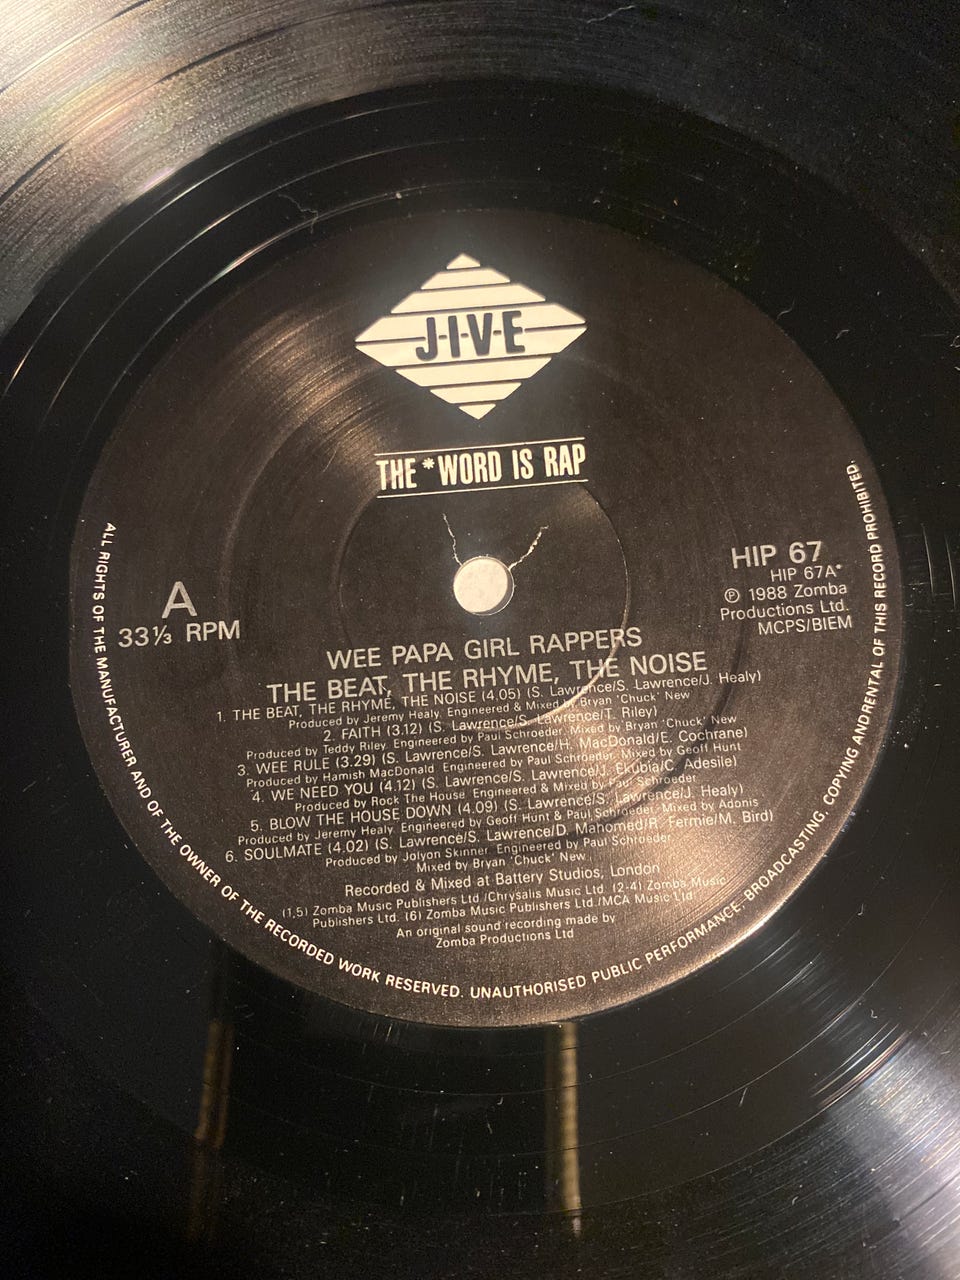 J·I·V·E
THE *WORD IS RAP
A
33⅓ RPM
HIP 67
HIP 67A*
℗ 1988 Zomba
Productions Ltd.
MCPS/BIEM
WEE PAPA GIRL RAPPERS
THE BEAT, THE RHYME, THE NOISE
1. THE BEAT, THE RHYME, THE NOISE (4.05) (S. Lawrence/S. Lawrence/J. Healy)
Produced by Jeremy Healy. Engineered & Mixed by Bryan 'Chuck' New
2. FAITH (3.12) (S. Lawrence/S. Lawrence/T. Riley)
Produced by Teddy Riley. Engineered by Paul Schroeder. Mixed by Bryan 'Chuck' New
3. WEE RULE (3.29) (S. Lawrence/S. Lawrence/H. MacDonald/E. Cochrane)
Produced by Hamish MacDonald. Engineered by Paul Schroeder. Mixed by Geoff Hunt
4. WE NEED YOU (4.12) (S. Lawrence/S. Lawrence/J. Ekubia/C. Adesile)
Produced by Rock The House. Engineered & Mixed by Paul Schroeder
5. BLOW THE HOUSE DOWN (4.09) (S. Lawrence/S. Lawrence/J. Healy)
Produced by Jeremy Healy. Engineered by Geoff Hunt & Paul Schroeder. Mixed by Adonis
6. SOULMATE (4.02) (S. Lawrence/S. Lawrence/D. Mahomed/R. Fermie/M. Bird)
Produced by Jolyon Skinner. Engineered by Paul Schroeder
Mixed by Bryan 'Chuck' New
Recorded & Mixed at Battery Studios, London
(1,5) Zomba Music Publishers Ltd./Chrysalis Music Ltd. (2-4) Zomba Music
Publishers Ltd. (6) Zomba Music Publishers Ltd./MCA Music Ltd
An original sound recording made by
Zomba Productions Ltd
ALL RIGHTS OF THE MANUFACTURER AND OF THE OWNER OF THE RECORDED WORK RESERVED. UNAUTHORISED PUBLIC PERFORMANCE, BROADCASTING, COPYING ANDRENTAL OF THIS RECORD PROHIBITED.